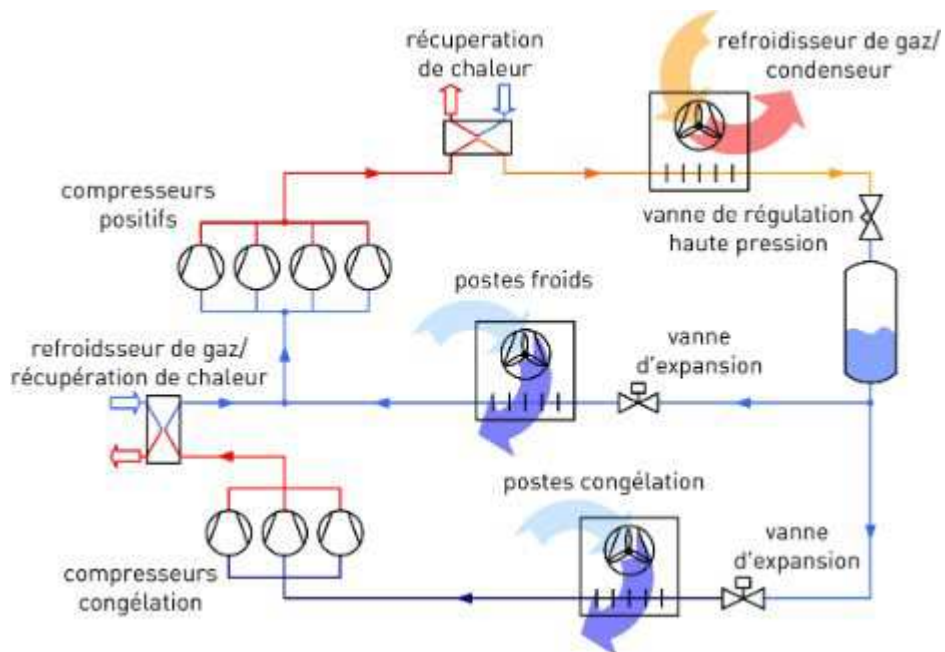 récuperation
de chaleur
refroidisseur de gaz/
condenseur
compresseurs
positifs
vanne de régulation
haute pression
postes froids
refroidsseur de gaz/
récupération de chaleur
vanne
d'expansion
postes congélation
vanne
d'expansion
compresseurs
congélation